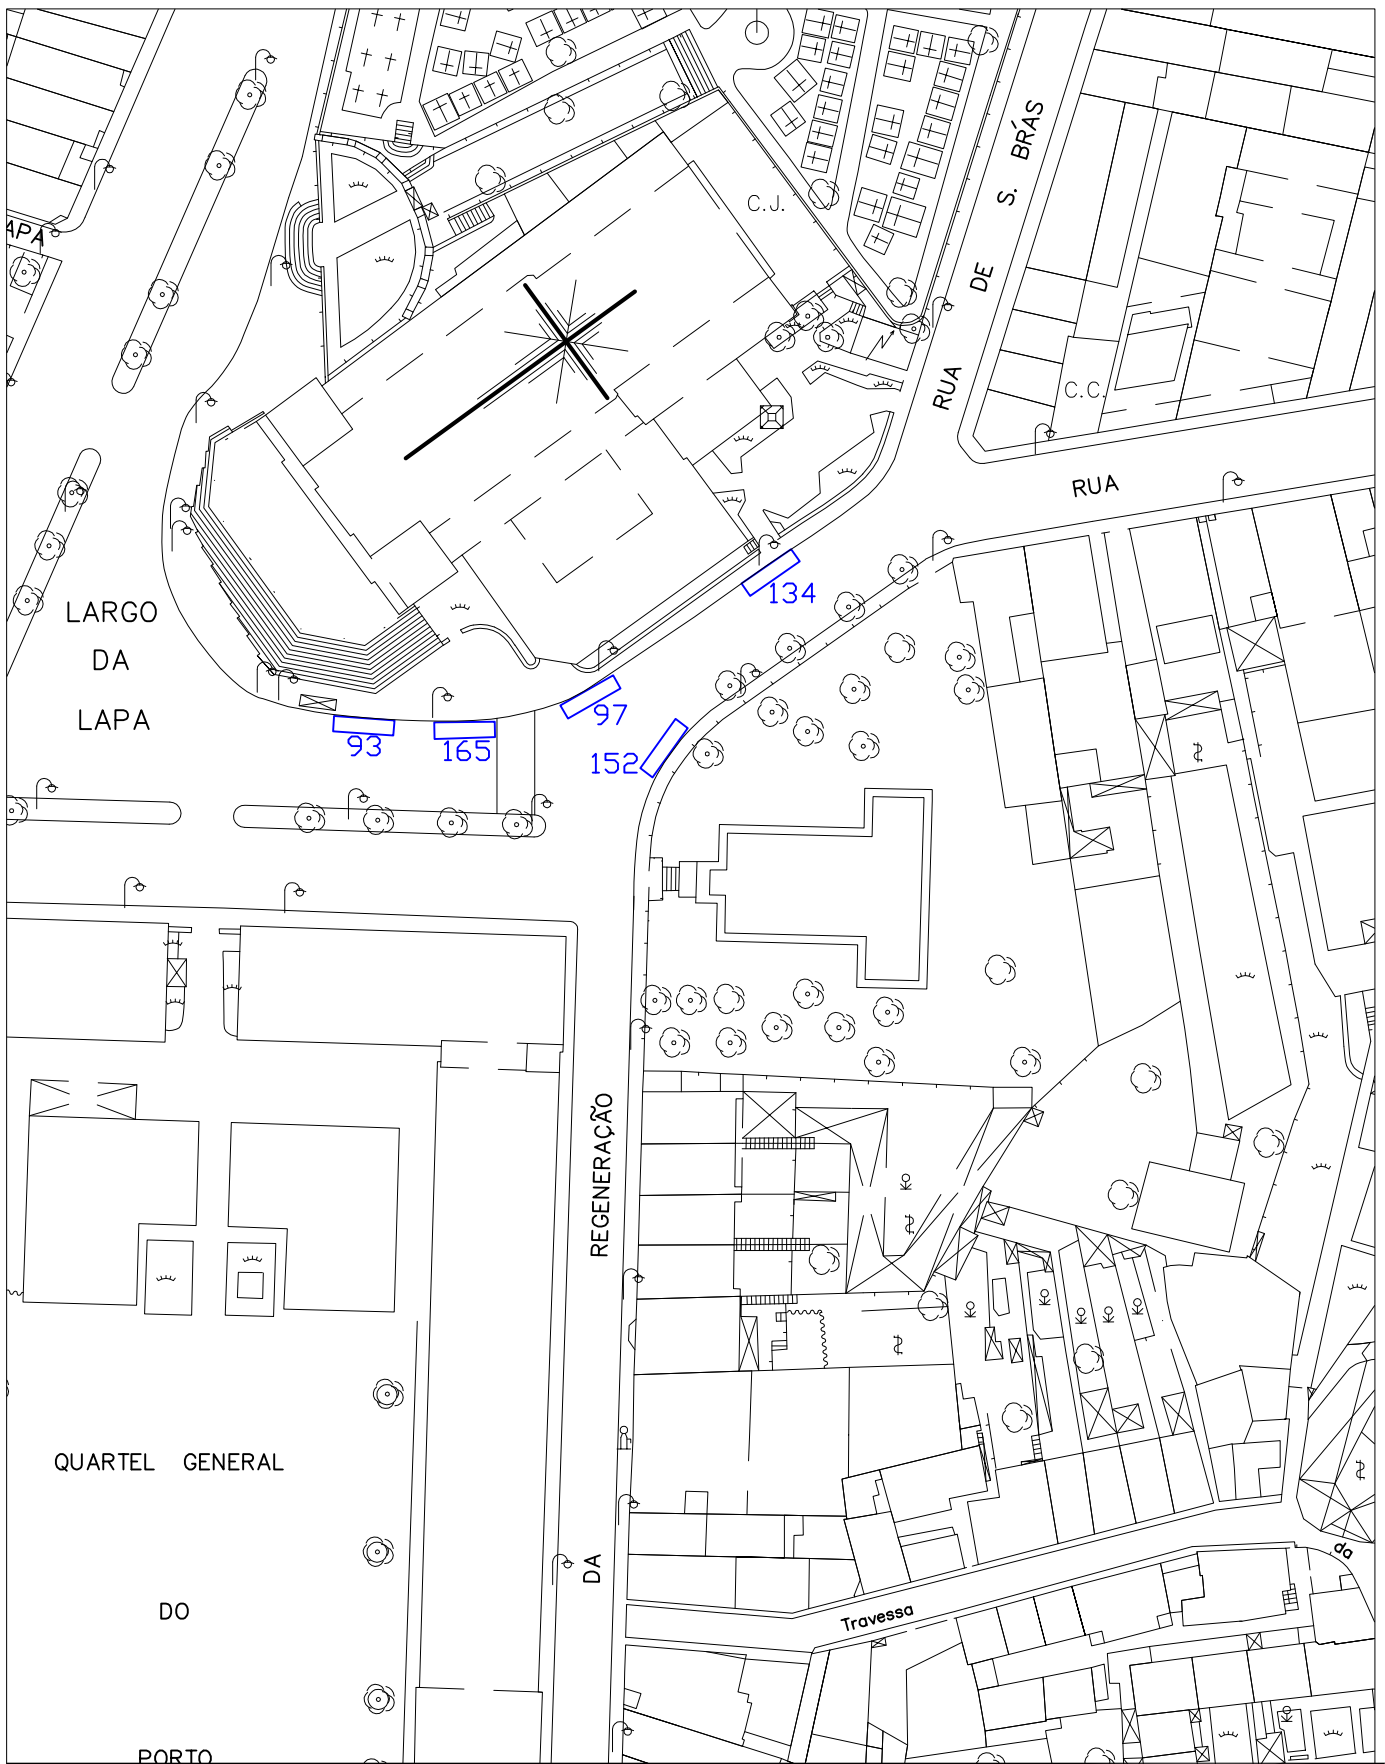 APA
C.J.
RUA DE S. BRÁS
C.C.
RUA
LARGO
DA
LAPA
134
97
93
165
152
DA REGENERAÇÃO
QUARTEL GENERAL
DO
PORTO
Travessa da